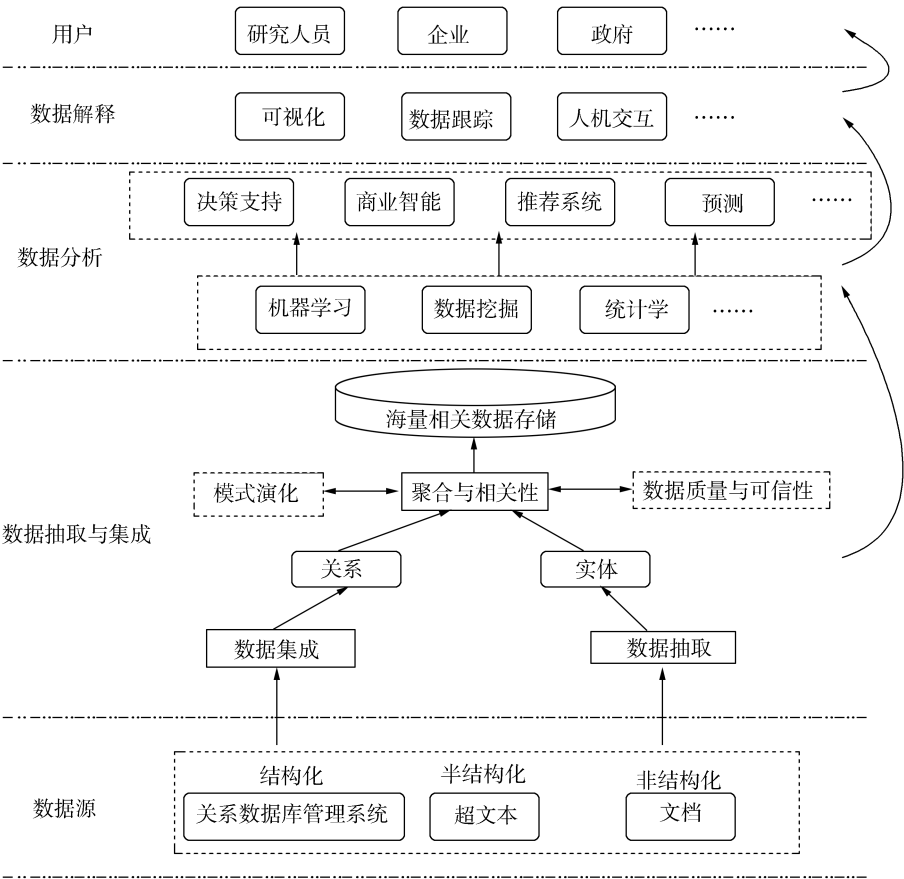 用户
研究人员
企业
政府
……
数据解释
可视化
数据跟踪
人机交互
……
数据分析
决策支持
商业智能
推荐系统
预测
……
机器学习
数据挖掘
统计学
……
数据抽取与集成
海量相关数据存储
模式演化
聚合与相关性
数据质量与可信性
关系
实体
数据集成
数据抽取
数据源
结构化
半结构化
非结构化
关系数据库管理系统
超文本
文档